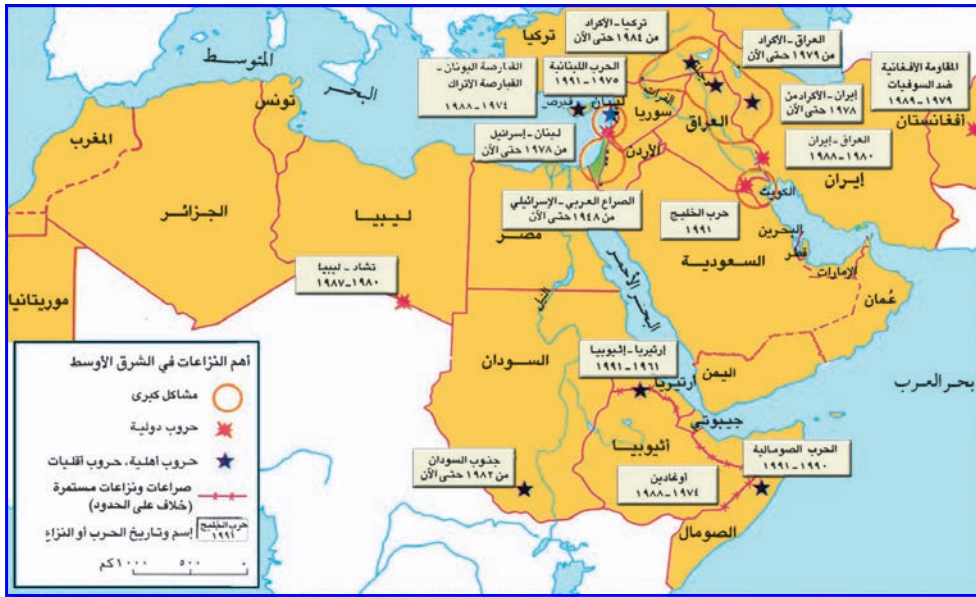 تركيا
المتوسط
البحر
تونس
المغرب
الجزائر
ليبيا
موريتانيا
مصر
النيل
السودان
البحر الأحمر
أرتيريا
أثيوبيا
جيبوتي
الصومال
اليمن
عُمان
بحر العرب
السعودية
الإمارات
قطر
البحرين
الكويت
إيران
أفغانستان
العراق
سوريا
الفرات
دجلة
لبنان
قبرص
الأردن
تركيا - الأكراد
من ١٩٨٤ حتى الآن
العراق - الأكراد
من ١٩٧٩ حتى الآن
المقاومة الأفغانية
ضد السوفيات
١٩٧٩ - ١٩٨٩
القبارصة اليونان -
القبارصة الأتراك
١٩٧٤ - ١٩٨٨
الحرب اللبنانية
١٩٧٥ - ١٩٩١
إيران - الأكراد من
١٩٧٨ حتى الآن
لبنان - إسرائيل
من ١٩٧٨ حتى الآن
العراق - إيران
١٩٨٠ - ١٩٨٨
الصراع العربي - الإسرائيلي
من ١٩٤٨ حتى الآن
حرب الخليج
١٩٩١
تشاد - ليبيا
١٩٨٠ - ١٩٨٧
إرتيريا - إثيوبيا
١٩٦١ - ١٩٩١
جنوب السودان
من ١٩٨٢ حتى الآن
أوغادين
١٩٧٤ - ١٩٨٨
الحرب الصومالية
١٩٩٠ - ١٩٩١
أهم النزاعات في الشرق الأوسط
مشاكل كبرى
حروب دولية
حروب أهلية، حروب أقليات
صراعات ونزاعات مستمرة
(خلاف على الحدود)
حرب الخليج
١٩٩١
إسم وتاريخ الحرب أو النزاع
٠ ٥٠٠ ١٠٠٠ كم